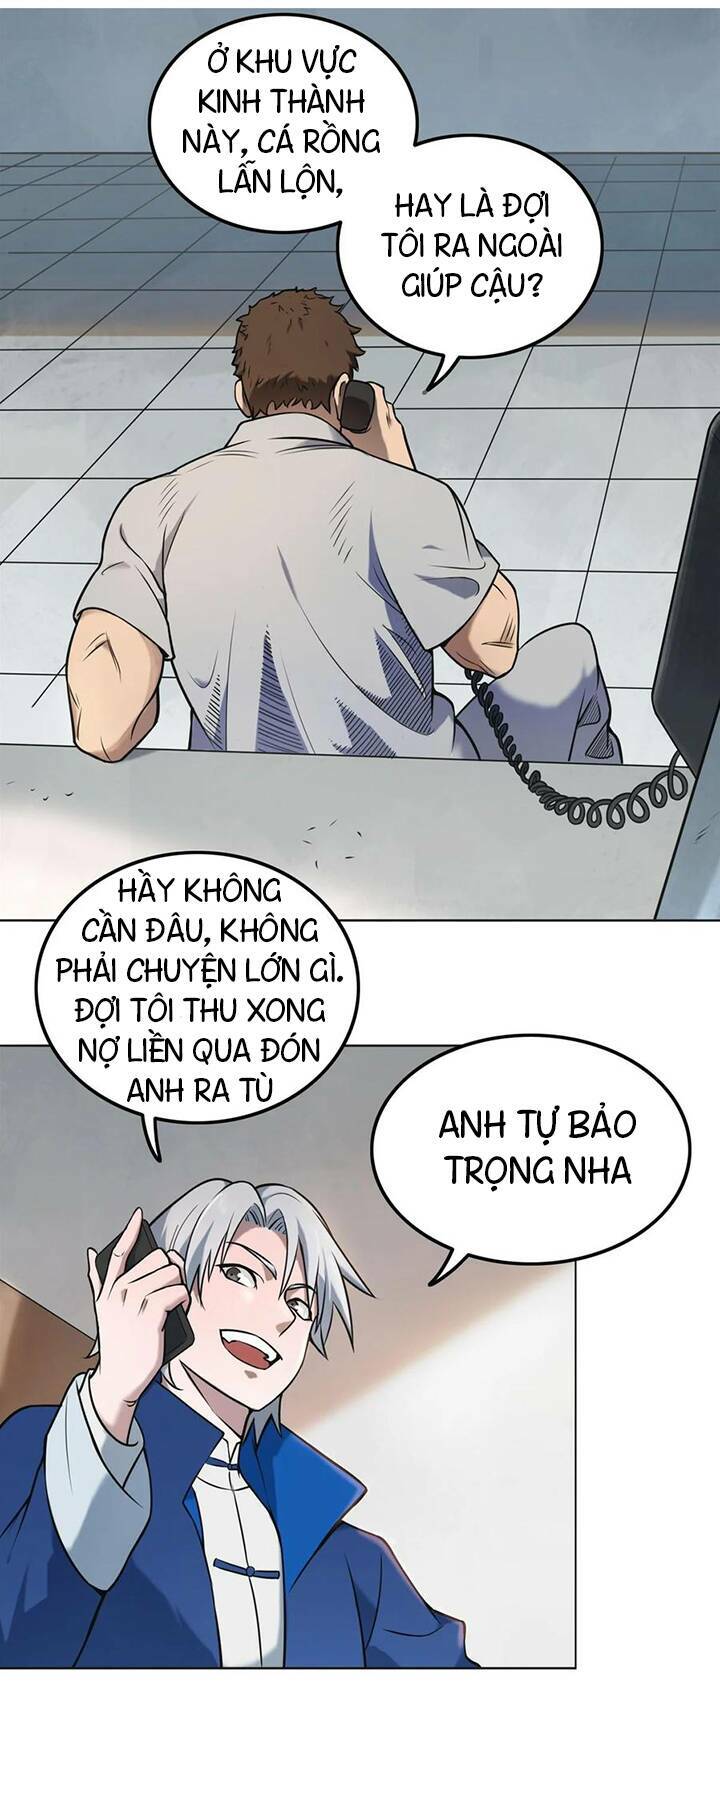 Ở KHU VỰC
KINH THÀNH
NÀY, CÁ RỒNG
LẪN LỘN,
HAY LÀ ĐỢI
TÔI RA NGOÀI
GIÚP CẬU?
HẦY KHÔNG
CẦN ĐÂU, KHÔNG
PHẢI CHUYỆN LỚN GÌ.
ĐỢI TÔI THU XONG
NỢ LIỀN QUA ĐÓN
ANH RA TÙ
ANH TỰ BẢO
TRỌNG NHA